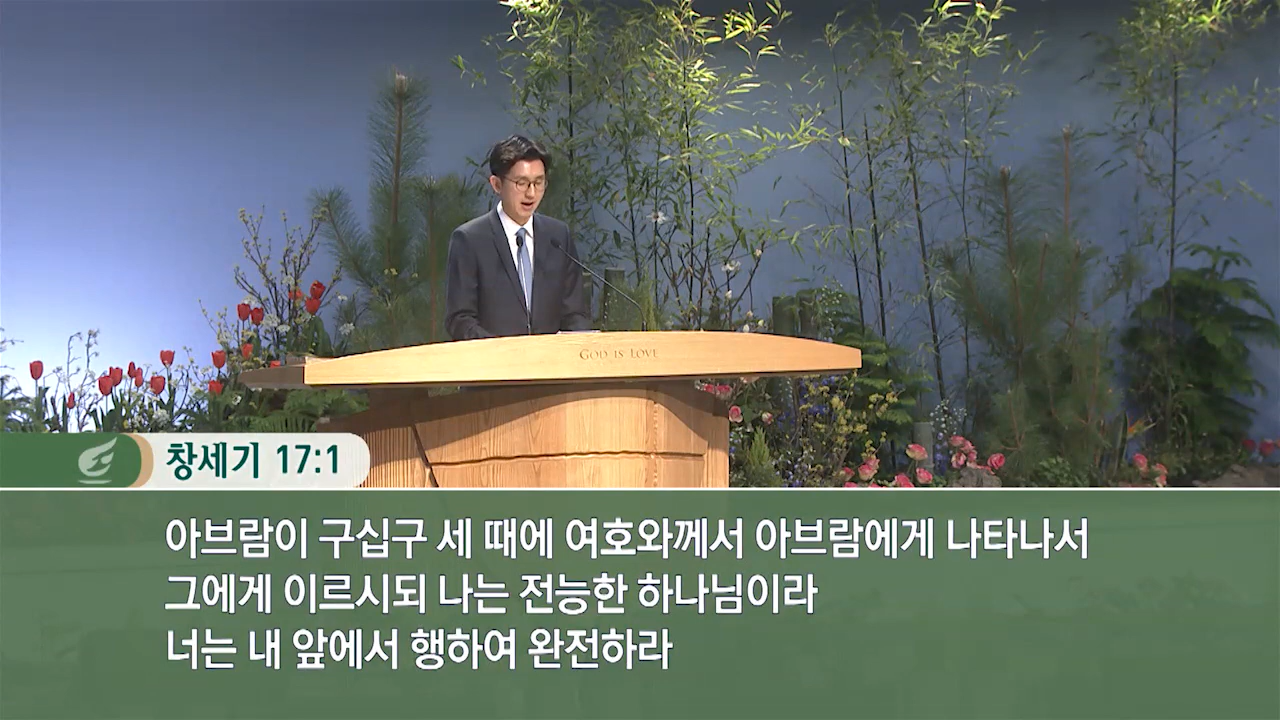 GOD IS LOVE
창세기 17:1
아브람이 구십구 세 때에 여호와께서 아브람에게 나타나서
그에게 이르시되 나는 전능한 하나님이라
너는 내 앞에서 행하여 완전하라